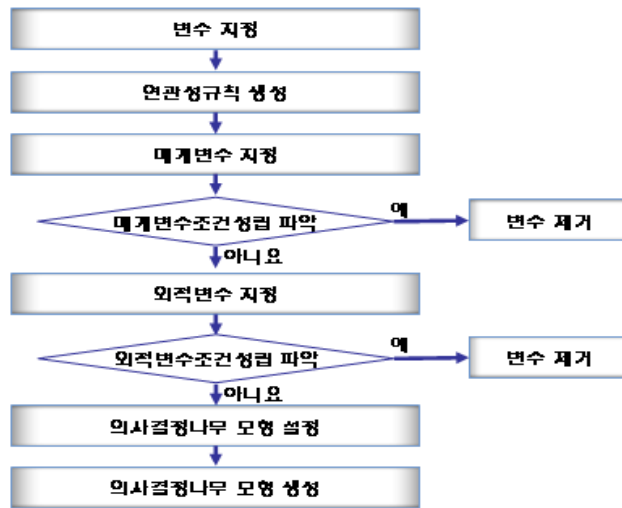 변수 지정
연관성규칙 생성
매개변수 지정
매개변수조건성립 파악
예
변수 제거
아니요
외적변수 지정
외적변수조건성립 파악
예
변수 제거
아니요
의사결정나무 모형 설정
의사결정나무 모형 생성